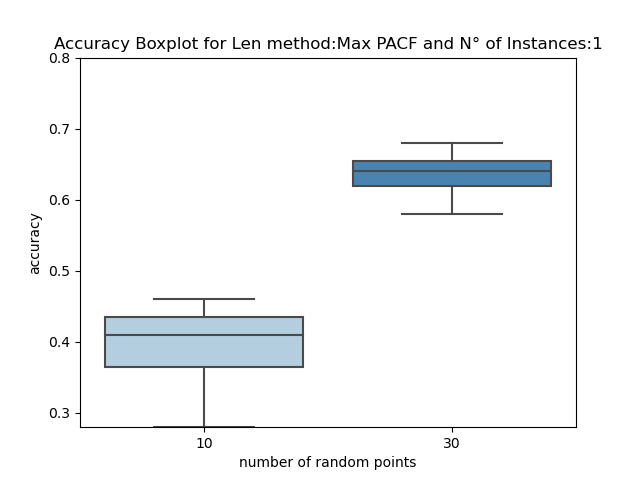 Accuracy Boxplot for Len method:Max PACF and N° of Instances:1
0.8
0.7
0.6
0.5
0.4
0.3
accuracy
10
30
number of random points